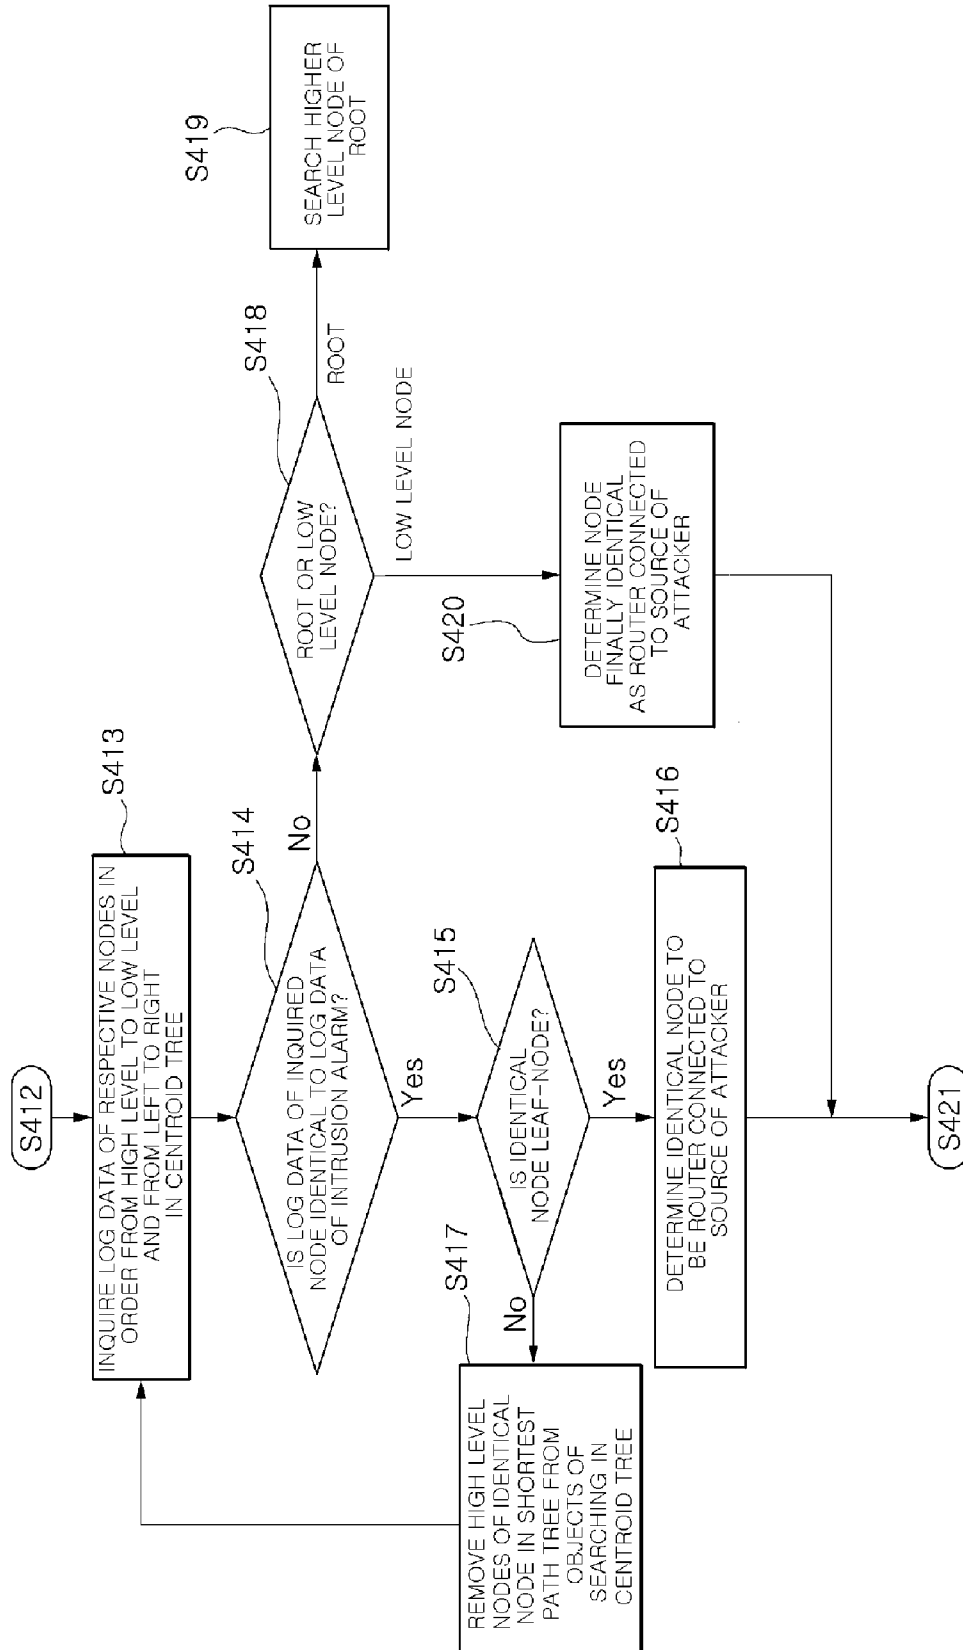 S412
S413
INQUIRE LOG DATA OF RESPECTIVE NODES IN
ORDER FROM HIGH LEVEL TO LOW LEVEL
AND FROM LEFT TO RIGHT
IN CENTROID TREE
S414
IS LOG DATA OF INQUIRED
NODE IDENTICAL TO LOG DATA
OF INTRUSION ALARM?
No
Yes
S418
ROOT OR LOW
LEVEL NODE?
ROOT
LOW LEVEL NODE
S419
SEARCH HIGHER
LEVEL NODE OF
ROOT
S415
IS IDENTICAL
NODE LEAF-NODE?
No
Yes
S417
REMOVE HIGH LEVEL
NODES OF IDENTICAL
NODE IN SHORTEST
PATH TREE FROM
OBJECTS OF
SEARCHING IN
CENTROID TREE
S420
DETERMINE NODE
FINALLY IDENTICAL
AS ROUTER CONNECTED
TO SOURCE OF
ATTACKER
S416
DETERMINE IDENTICAL NODE TO
BE ROUTER CONNECTED TO
SOURCE OF ATTACKER
S421